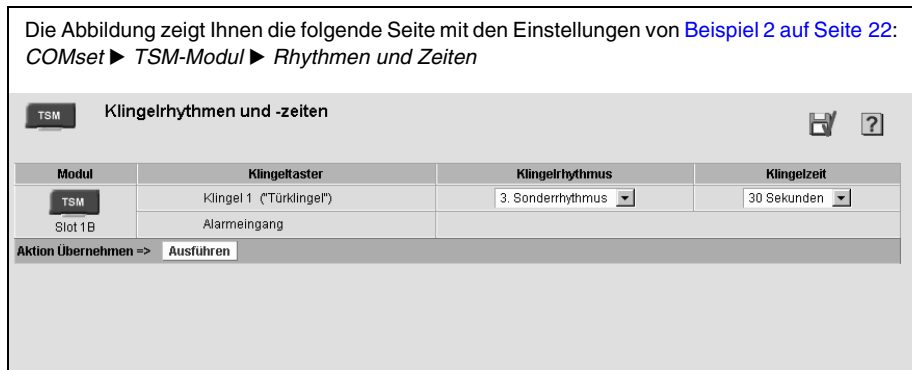 Die Abbildung zeigt Ihnen die folgende Seite mit den Einstellungen von Beispiel 2 auf Seite 22:
COMset ► TSM-Modul ► Rhythmen und Zeiten
TSM Klingelrhythmen und -zeiten ?
Modul Klingeltaster Klingelrhythmus Klingelzeit
TSM Klingel 1 ("Türklingel") 3. Sonderrhythmus 30 Sekunden
Slot 1B Alarmeingang
Aktion Übernehmen => Ausführen